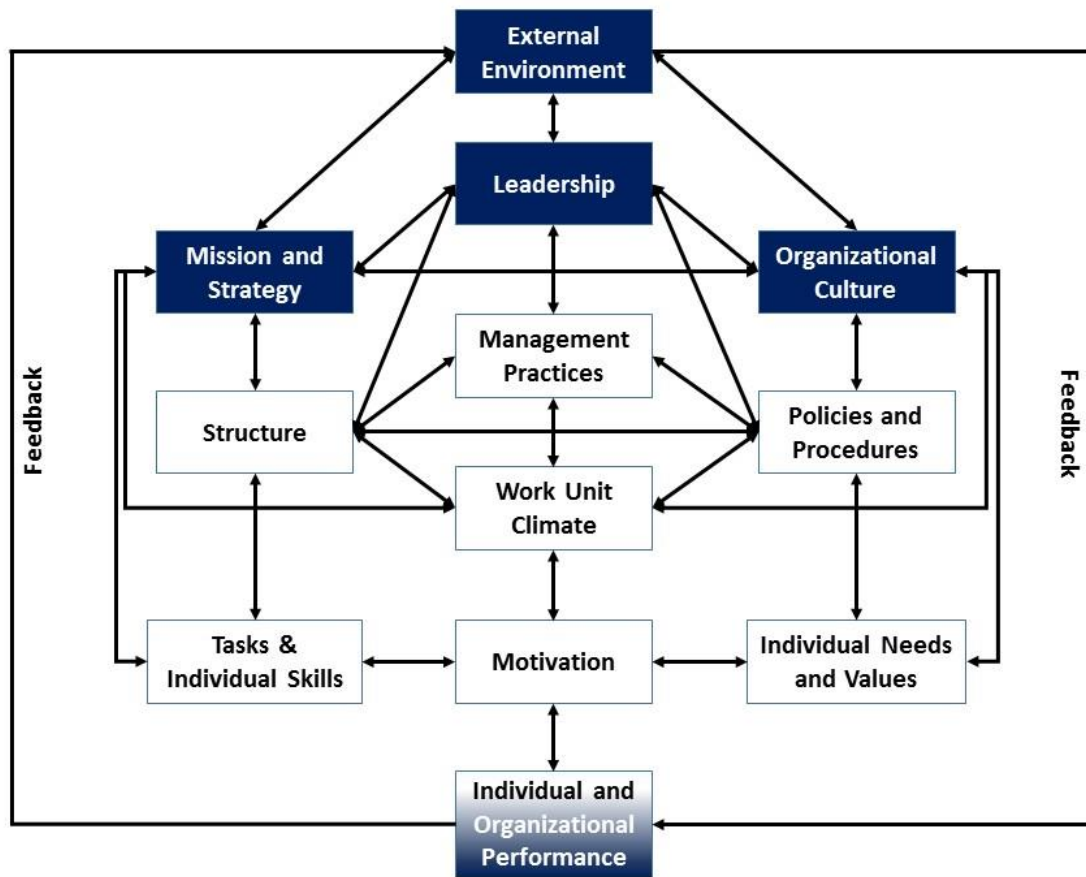 External
Environment
Leadership
Mission and
Strategy
Organizational
Culture
Management
Practices
Feedback
Feedback
Structure
Policies and
Procedures
Work Unit
Climate
Tasks &
Individual Skills
Motivation
Individual Needs
and Values
Individual and
Organizational
Performance